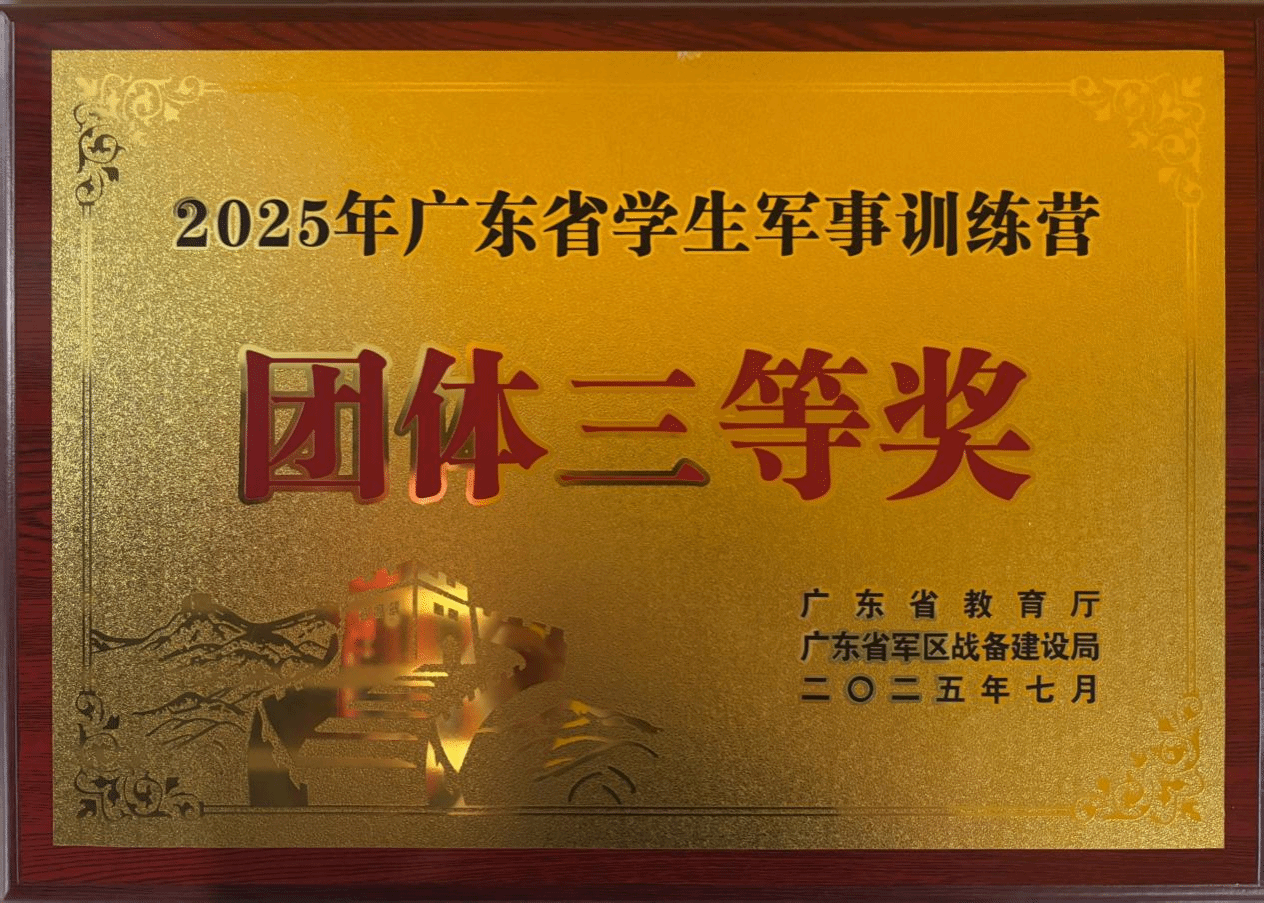 2025年广东省学生军事训练营
团体三等奖
广东省教育厅
广东省军区战备建设局
二〇二五年七月